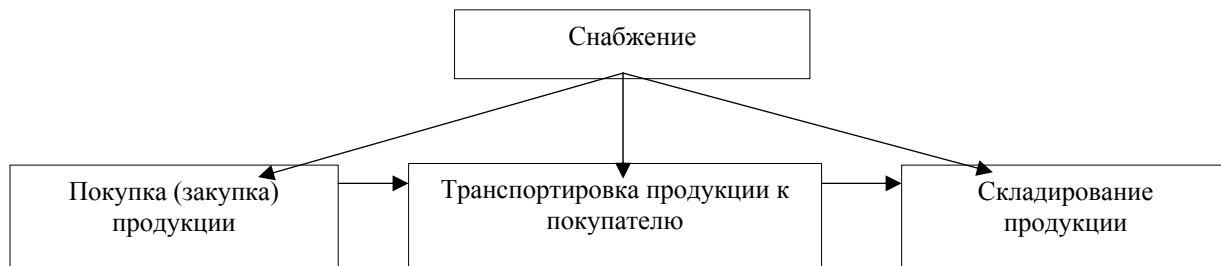 Снабжение
Покупка (закупка)
продукции
Транспортировка продукции к
покупателю
Складирование
продукции